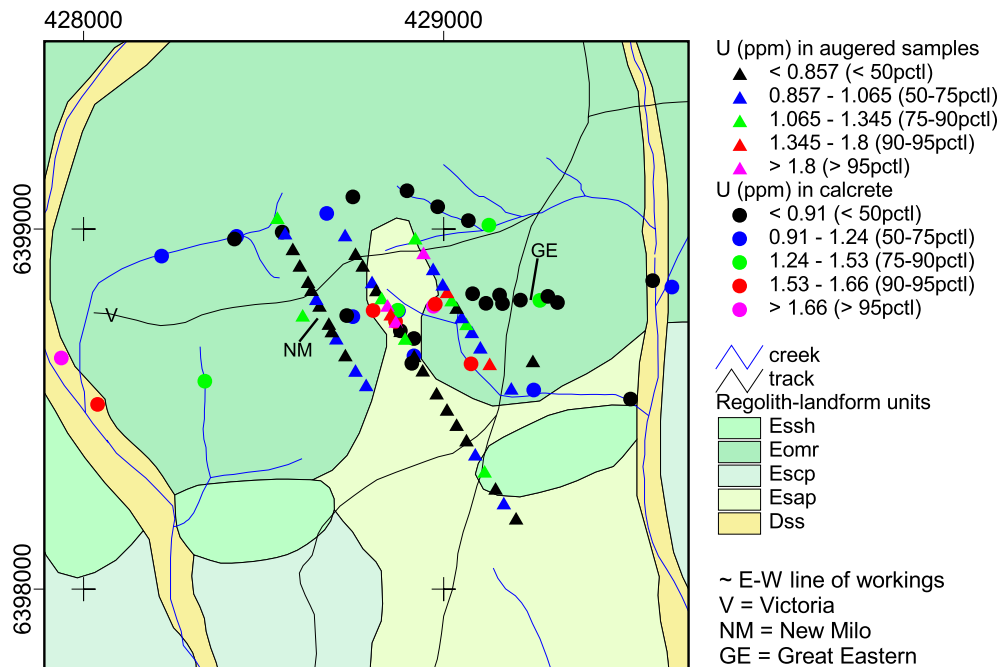 428000
429000
6399000
6398000
V
NM
GE
U (ppm) in augered samples
< 0.857 (< 50pctl)
0.857 - 1.065 (50-75pctl)
1.065 - 1.345 (75-90pctl)
1.345 - 1.8 (90-95pctl)
> 1.8 (> 95pctl)
U (ppm) in calcrete
< 0.91 (< 50pctl)
0.91 - 1.24 (50-75pctl)
1.24 - 1.53 (75-90pctl)
1.53 - 1.66 (90-95pctl)
> 1.66 (> 95pctl)
creek
track
Regolith-landform units
Essh
Eomr
Escp
Esap
Dss
~ E-W line of workings
V = Victoria
NM = New Milo
GE = Great Eastern